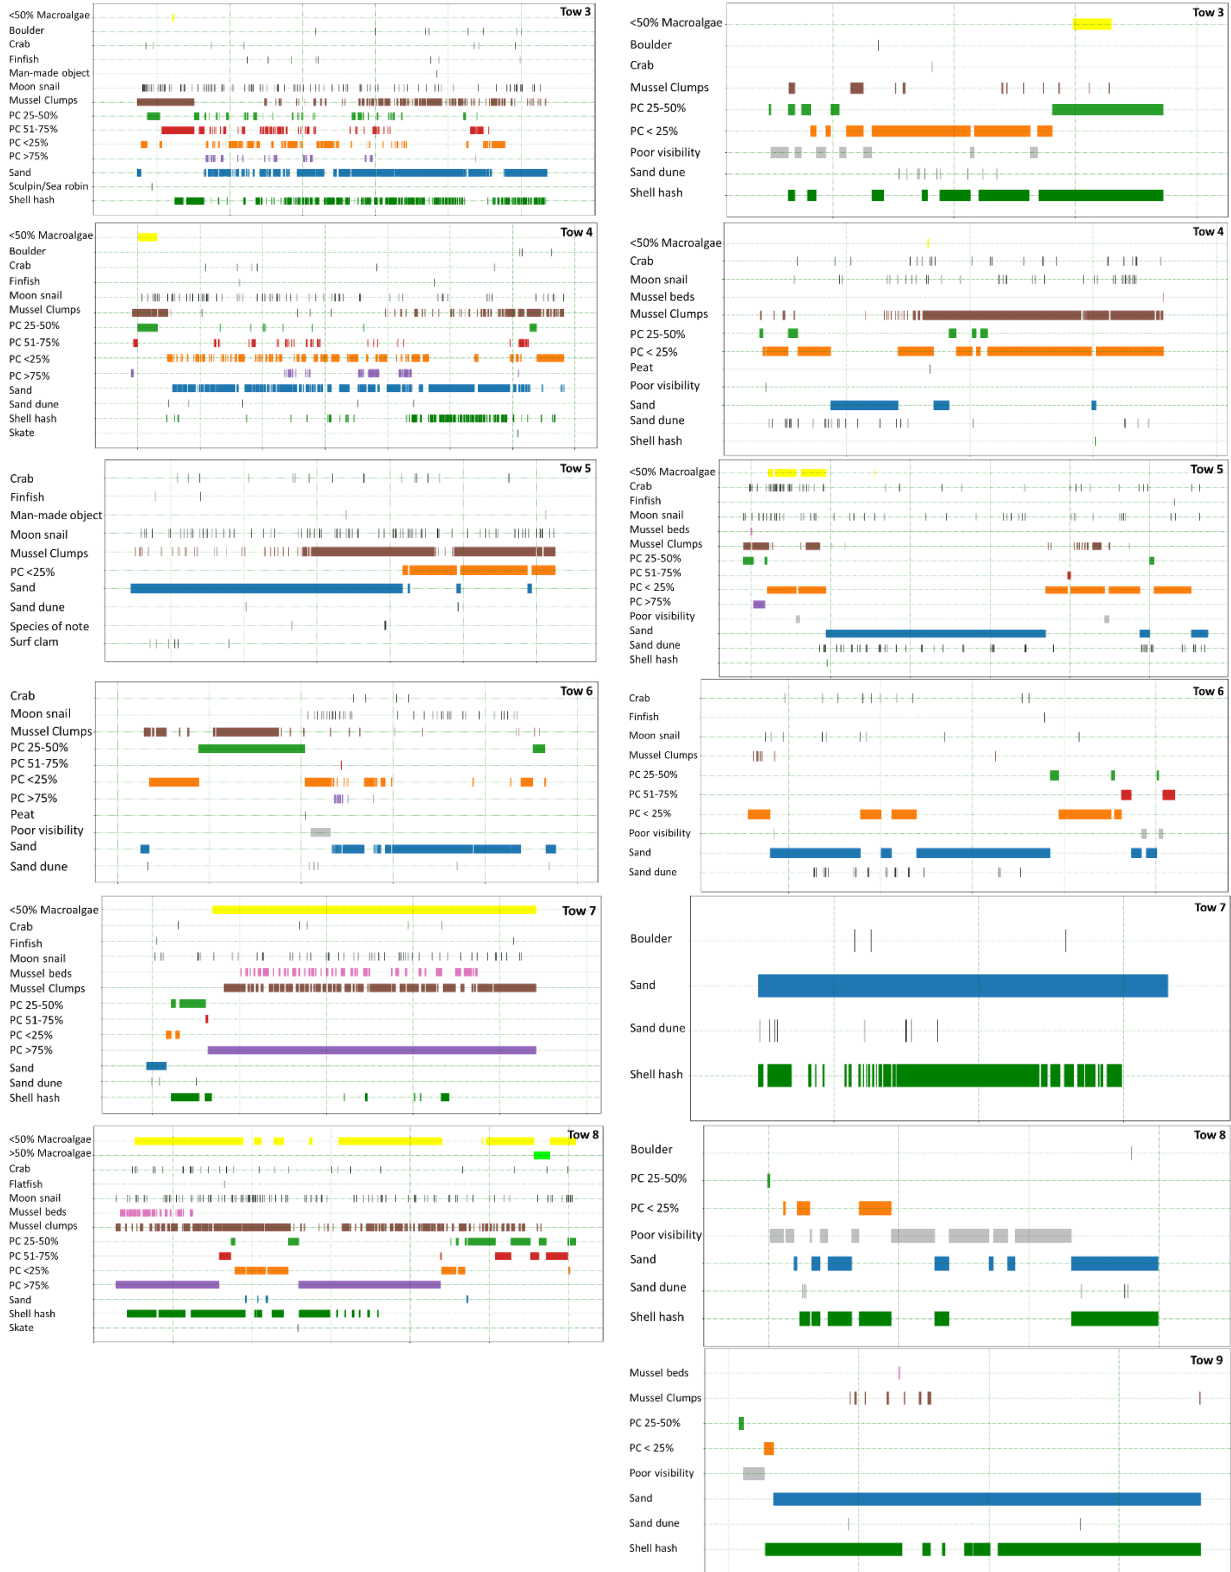 Tow 3
<50% Macroalgae
Boulder
Crab
Finfish
Man-made object
Moon snail
Mussel Clumps
PC 25-50%
PC 51-75%
PC <25%
PC >75%
Sand
Sculpin/Sea robin
Shell hash
Tow 4
<50% Macroalgae
Boulder
Crab
Finfish
Moon snail
Mussel Clumps
PC 25-50%
PC 51-75%
PC <25%
PC >75%
Sand
Sand dune
Shell hash
Skate
Tow 5
Crab
Finfish
Man-made object
Moon snail
Mussel Clumps
PC <25%
Sand
Sand dune
Species of note
Surf clam
Tow 6
Crab
Moon snail
Mussel Clumps
PC 25-50%
PC 51-75%
PC <25%
PC >75%
Peat
Poor visibility
Sand
Sand dune
Tow 7
<50% Macroalgae
Crab
Finfish
Moon snail
Mussel beds
Mussel Clumps
PC 25-50%
PC 51-75%
PC <25%
PC >75%
Sand
Sand dune
Shell hash
Tow 8
<50% Macroalgae
>50% Macroalgae
Crab
Flatfish
Moon snail
Mussel beds
Mussel clumps
PC 25-50%
PC 51-75%
PC <25%
PC >75%
Sand
Shell hash
Skate
Tow 3
<50% Macroalgae
Boulder
Crab
Mussel Clumps
PC 25-50%
PC < 25%
Poor visibility
Sand dune
Shell hash
Tow 4
<50% Macroalgae
Crab
Moon snail
Mussel beds
Mussel Clumps
PC 25-50%
PC < 25%
Peat
Poor visibility
Sand
Sand dune
Shell hash
Tow 5
<50% Macroalgae
Crab
Finfish
Moon snail
Mussel beds
Mussel Clumps
PC 25-50%
PC 51-75%
PC < 25%
PC >75%
Poor visibility
Sand
Sand dune
Shell hash
Tow 6
Crab
Finfish
Moon snail
Mussel Clumps
PC 25-50%
PC 51-75%
PC < 25%
Poor visibility
Sand
Sand dune
Tow 7
Boulder
Sand
Sand dune
Shell hash
Tow 8
Boulder
PC 25-50%
PC < 25%
Poor visibility
Sand
Sand dune
Shell hash
Tow 9
Mussel beds
Mussel Clumps
PC 25-50%
PC < 25%
Poor visibility
Sand
Sand dune
Shell hash